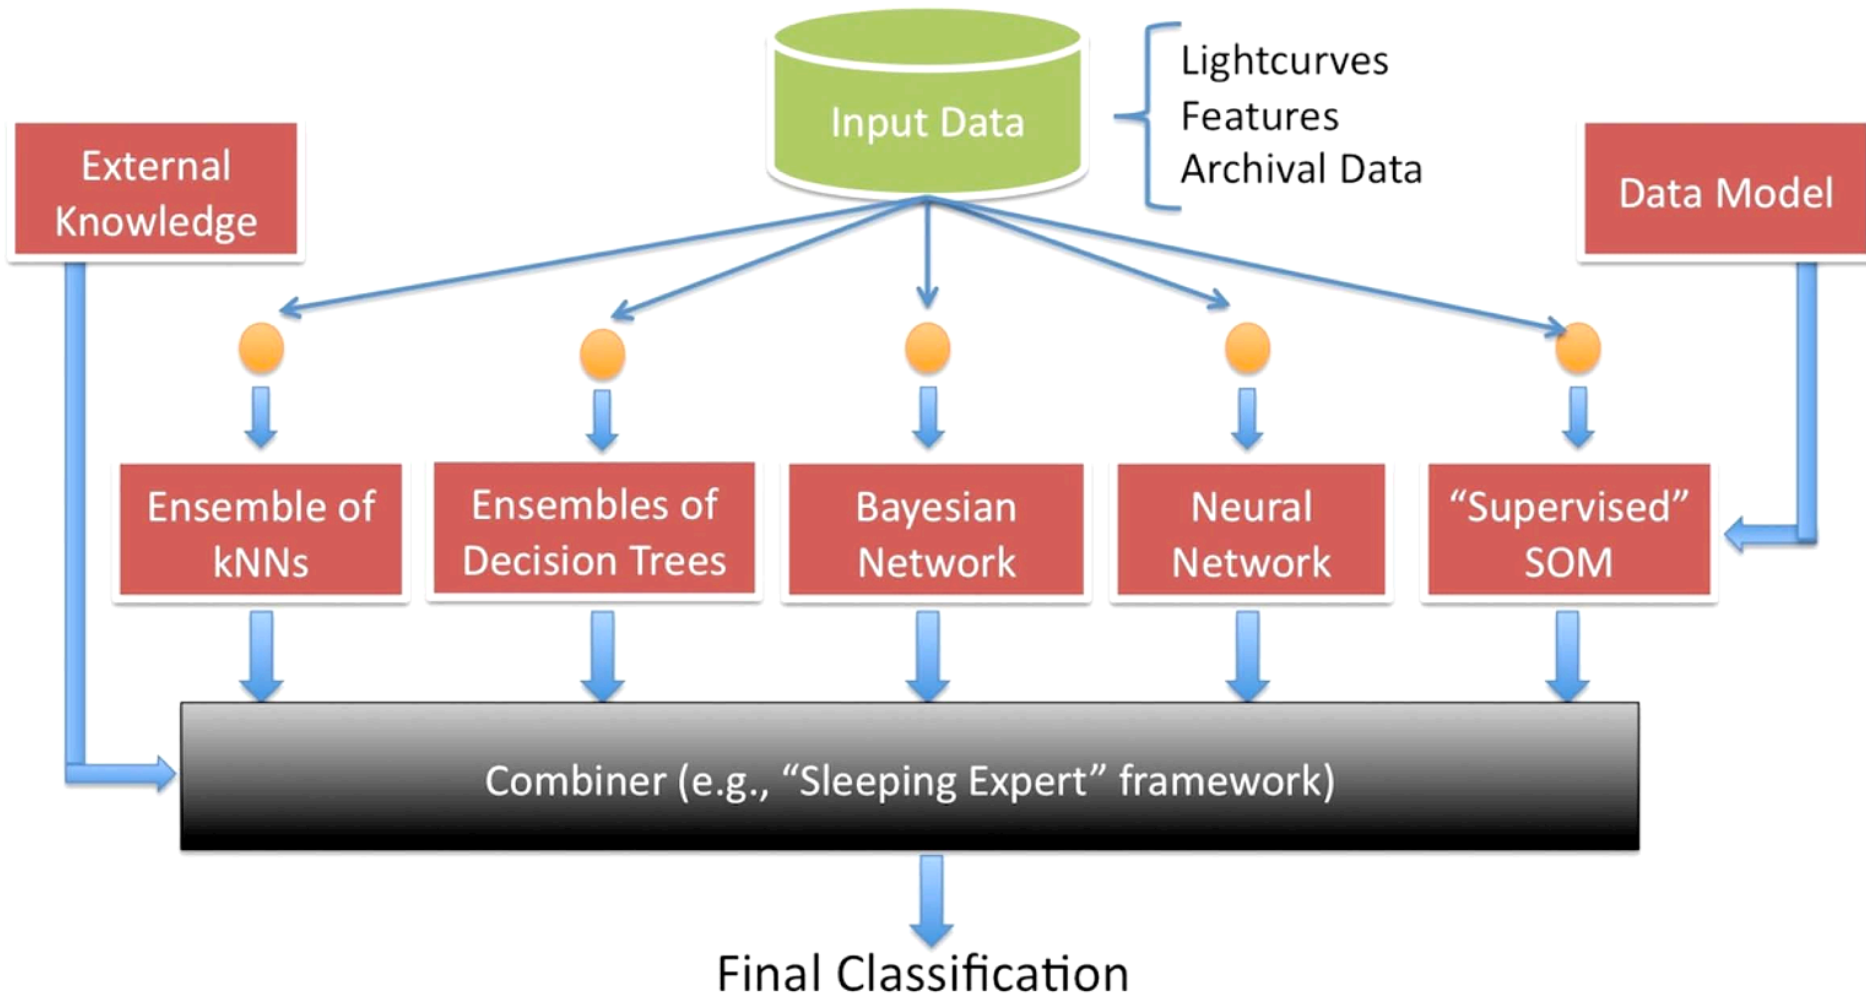 Input Data
Lightcurves
Features
Archival Data
External
Knowledge
Data Model
Ensemble of
kNNs
Ensembles of
Decision Trees
Bayesian
Network
Neural
Network
“Supervised”
SOM
Combiner (e.g., “Sleeping Expert” framework)
Final Classification